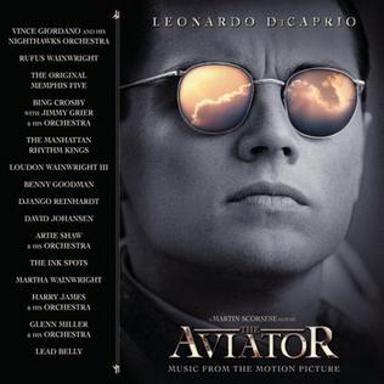 LEONARDO DiCAPRIO
VINCE GIORDANO AND HIS
NIGHTHAWKS ORCHESTRA
RUFUS WAINWRIGHT
THE ORIGINAL
MEMPHIS FIVE
BING CROSBY
WITH JIMMY GRIER
& HIS ORCHESTRA
THE MANHATTAN
RHYTHM KINGS
LOUDON WAINWRIGHT III
BENNY GOODMAN
DJANGO REINHARDT
DAVID JOHANSEN
ARTIE SHAW
& HIS ORCHESTRA
THE INK SPOTS
MARTHA WAINWRIGHT
HARRY JAMES
& HIS ORCHESTRA
GLENN MILLER
& HIS ORCHESTRA
LEAD BELLY
A MARTIN SCORSESE PICTURE
THE
AVIATOR
MUSIC FROM THE MOTION PICTURE